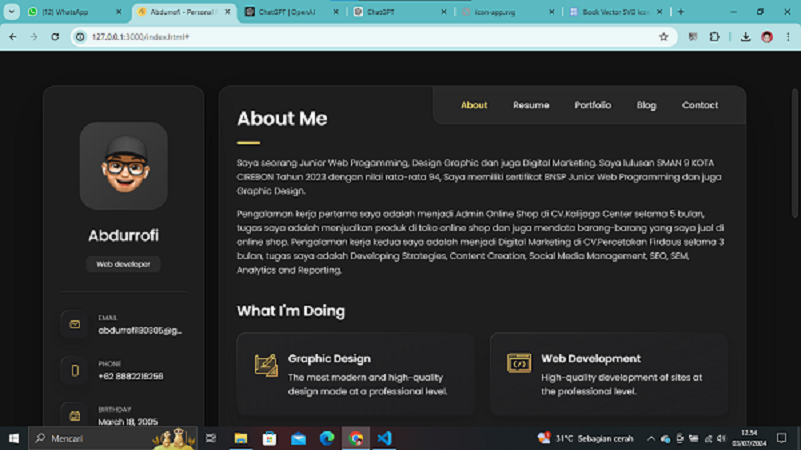 (12) WhatsApp
Abdurrofi - Personal
ChatGPT | OpenAI
ChatGPT
icon-app.svg
Book Vector SVG Icon
127.0.0.1:3000/index.html#
About
Resume
Portfolio
Blog
Contact
About Me
Saya seorang Junior Web Progamming, Design Graphic dan juga Digital Marketing. Saya lulusan SMAN 9 KOTA
CIREBON Tahun 2023 dengan nilai rata-rata 94, Saya memiliki sertifikat BNSP Junior Web Programming dan juga
Graphic Design.
Pengalaman kerja pertama saya adalah menjadi Admin Online Shop di CV.Kalijaga Center selama 5 bulan,
tugas saya adalah menjualkan produk di toko online shop dan juga mendata barang-barang yang saya jual di
online shop. Pengalaman kerja kedua saya adalah menjadi Digital Marketing di CV.Percetakan Firdaus selama 3
bulan, tugas saya adalah Developing Strategies, Content Creation, Social Media Management, SEO, SEM,
Analytics and Reporting.
What I'm Doing
Graphic Design
The most modern and high-quality
design made at a professional level.
Web Development
High-quality development of sites at
the professional level.
Abdurrofi
Web developer
EMAIL
abdurrofi180305@g...
PHONE
+62 8882216256
BIRTHDAY
March 18, 2005
Mencari
31°C Sebagian cerah
12.54
03/07/2024